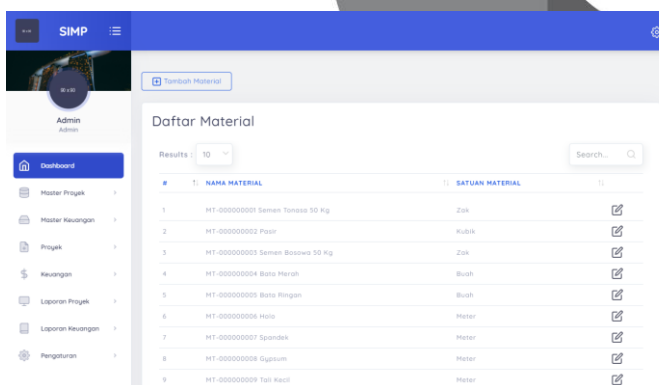 SIMP
80 x 80
Admin
Admin
Dashboard
Master Proyek
Master Keuangan
Proyek
Keuangan
Laporan Proyek
Laporan Keuangan
Pengaturan
Tambah Material
Daftar Material
Results : 10
Search...
# NAMA MATERIAL SATUAN MATERIAL
1 MT-000000001 Semen Tonasa 50 Kg Zak
2 MT-000000002 Pasir Kubik
3 MT-000000003 Semen Bosowa 50 Kg Zak
4 MT-000000004 Bata Merah Buah
5 MT-000000005 Bata Ringan Buah
6 MT-000000006 Holo Meter
7 MT-000000007 Spandek Meter
8 MT-000000008 Gypsum Meter
9 MT-000000009 Tali Kecil Meter